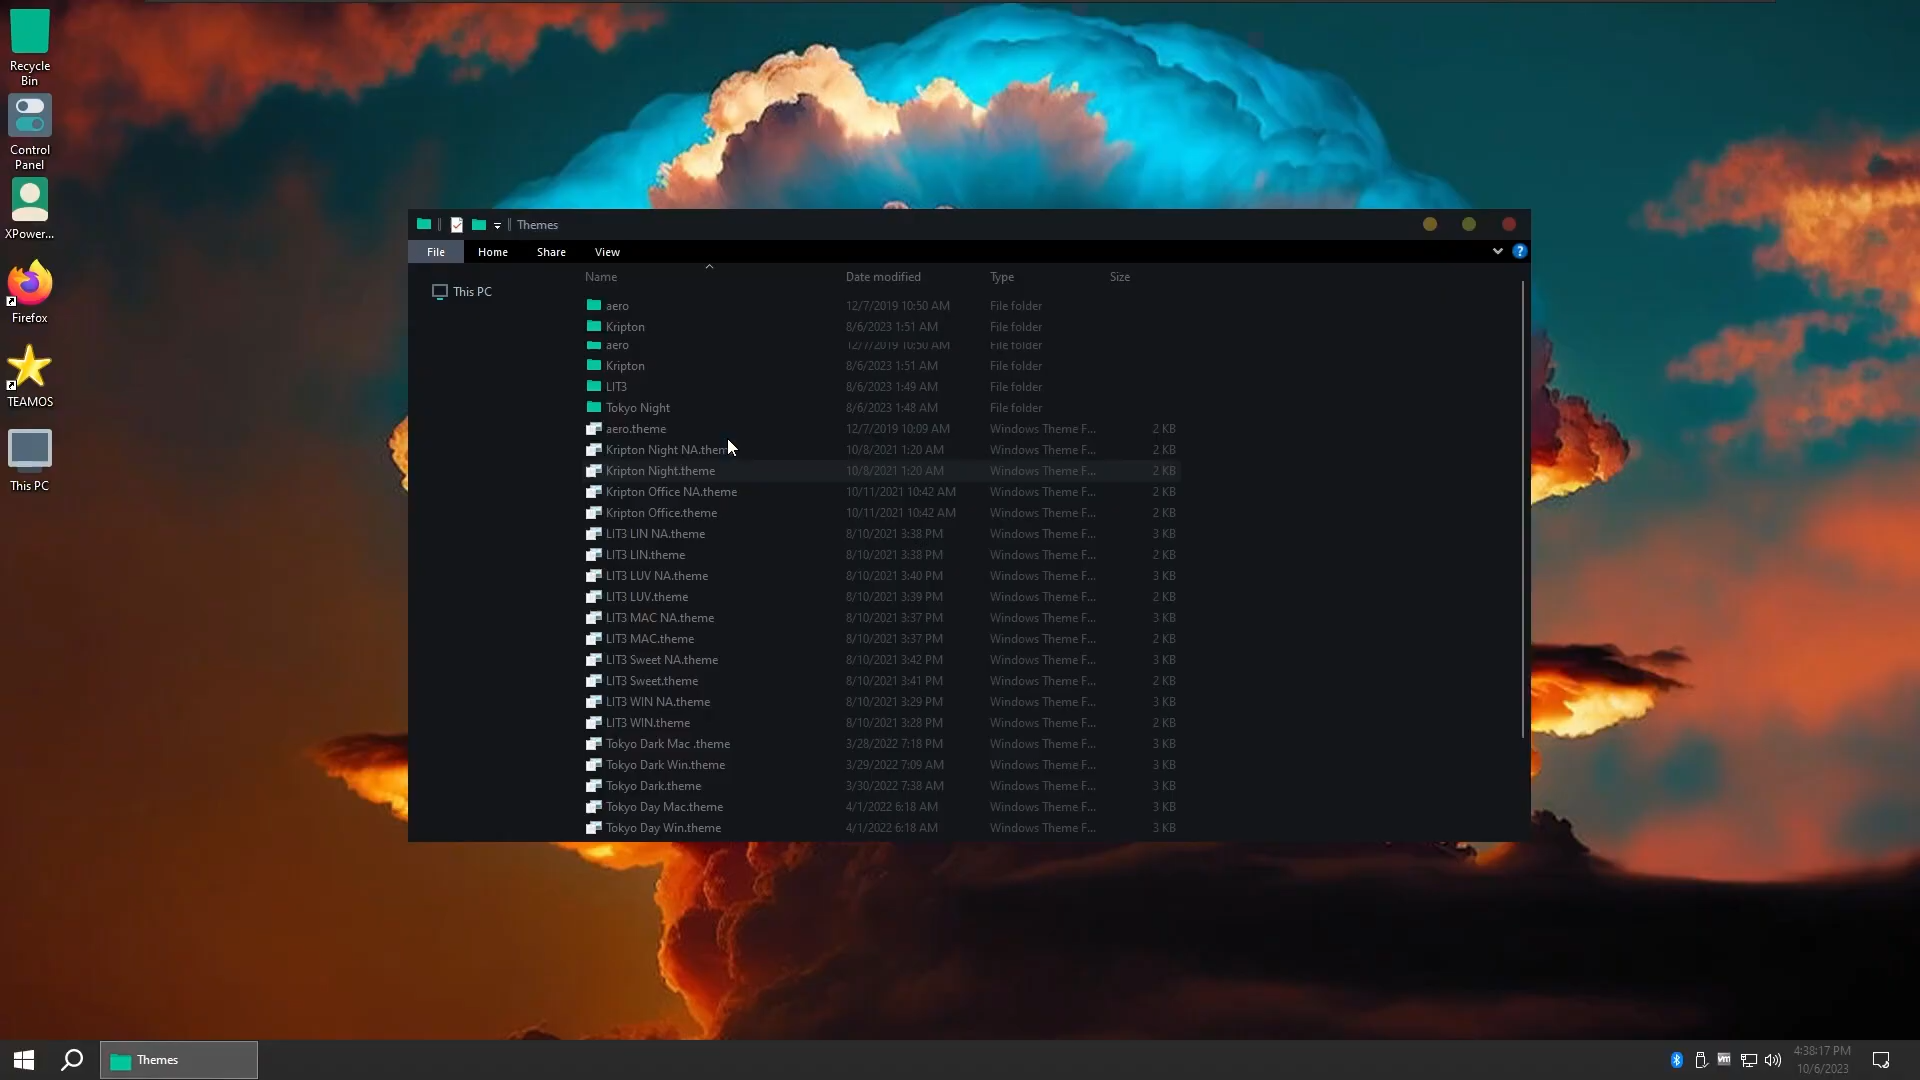 Recycle
Bin
Control
Panel
XPower...
Firefox
TEAMOS
This PC
Themes
File Home Share View
?
Name Date modified Type Size
This PC
aero 12/7/2019 10:50 AM File folder
Kripton 8/6/2023 1:51 AM File folder
aero 12/7/2019 10:50 AM File folder
Kripton 8/6/2023 1:51 AM File folder
LIT3 8/6/2023 1:49 AM File folder
Tokyo Night 8/6/2023 1:48 AM File folder
aero.theme 12/7/2019 10:09 AM Windows Theme F... 2 KB
Kripton Night NA.theme 10/8/2021 1:20 AM Windows Theme F... 2 KB
Kripton Night.theme 10/8/2021 1:20 AM Windows Theme F... 2 KB
Kripton Office NA.theme 10/11/2021 10:42 AM Windows Theme F... 2 KB
Kripton Office.theme 10/11/2021 10:42 AM Windows Theme F... 2 KB
LIT3 LIN NA.theme 8/10/2021 3:38 PM Windows Theme F... 3 KB
LIT3 LIN.theme 8/10/2021 3:38 PM Windows Theme F... 2 KB
LIT3 LUV NA.theme 8/10/2021 3:40 PM Windows Theme F... 3 KB
LIT3 LUV.theme 8/10/2021 3:39 PM Windows Theme F... 2 KB
LIT3 MAC NA.theme 8/10/2021 3:37 PM Windows Theme F... 3 KB
LIT3 MAC.theme 8/10/2021 3:37 PM Windows Theme F... 2 KB
LIT3 Sweet NA.theme 8/10/2021 3:42 PM Windows Theme F... 3 KB
LIT3 Sweet.theme 8/10/2021 3:41 PM Windows Theme F... 2 KB
LIT3 WIN NA.theme 8/10/2021 3:29 PM Windows Theme F... 3 KB
LIT3 WIN.theme 8/10/2021 3:28 PM Windows Theme F... 2 KB
Tokyo Dark Mac .theme 3/28/2022 7:18 PM Windows Theme F... 3 KB
Tokyo Dark Win.theme 3/29/2022 7:09 AM Windows Theme F... 3 KB
Tokyo Dark.theme 3/30/2022 7:38 AM Windows Theme F... 3 KB
Tokyo Day Mac.theme 4/1/2022 6:18 AM Windows Theme F... 3 KB
Tokyo Day Win.theme 4/1/2022 6:18 AM Windows Theme F... 3 KB
Themes
vm
4:38:17 PM
10/6/2023